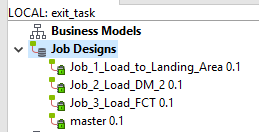 LOCAL: exit_task
Business Models
Job Designs
Job_1_Load_to_Landing_Area 0.1
Job_2_Load_DM_2 0.1
Job_3_Load_FCT 0.1
master 0.1